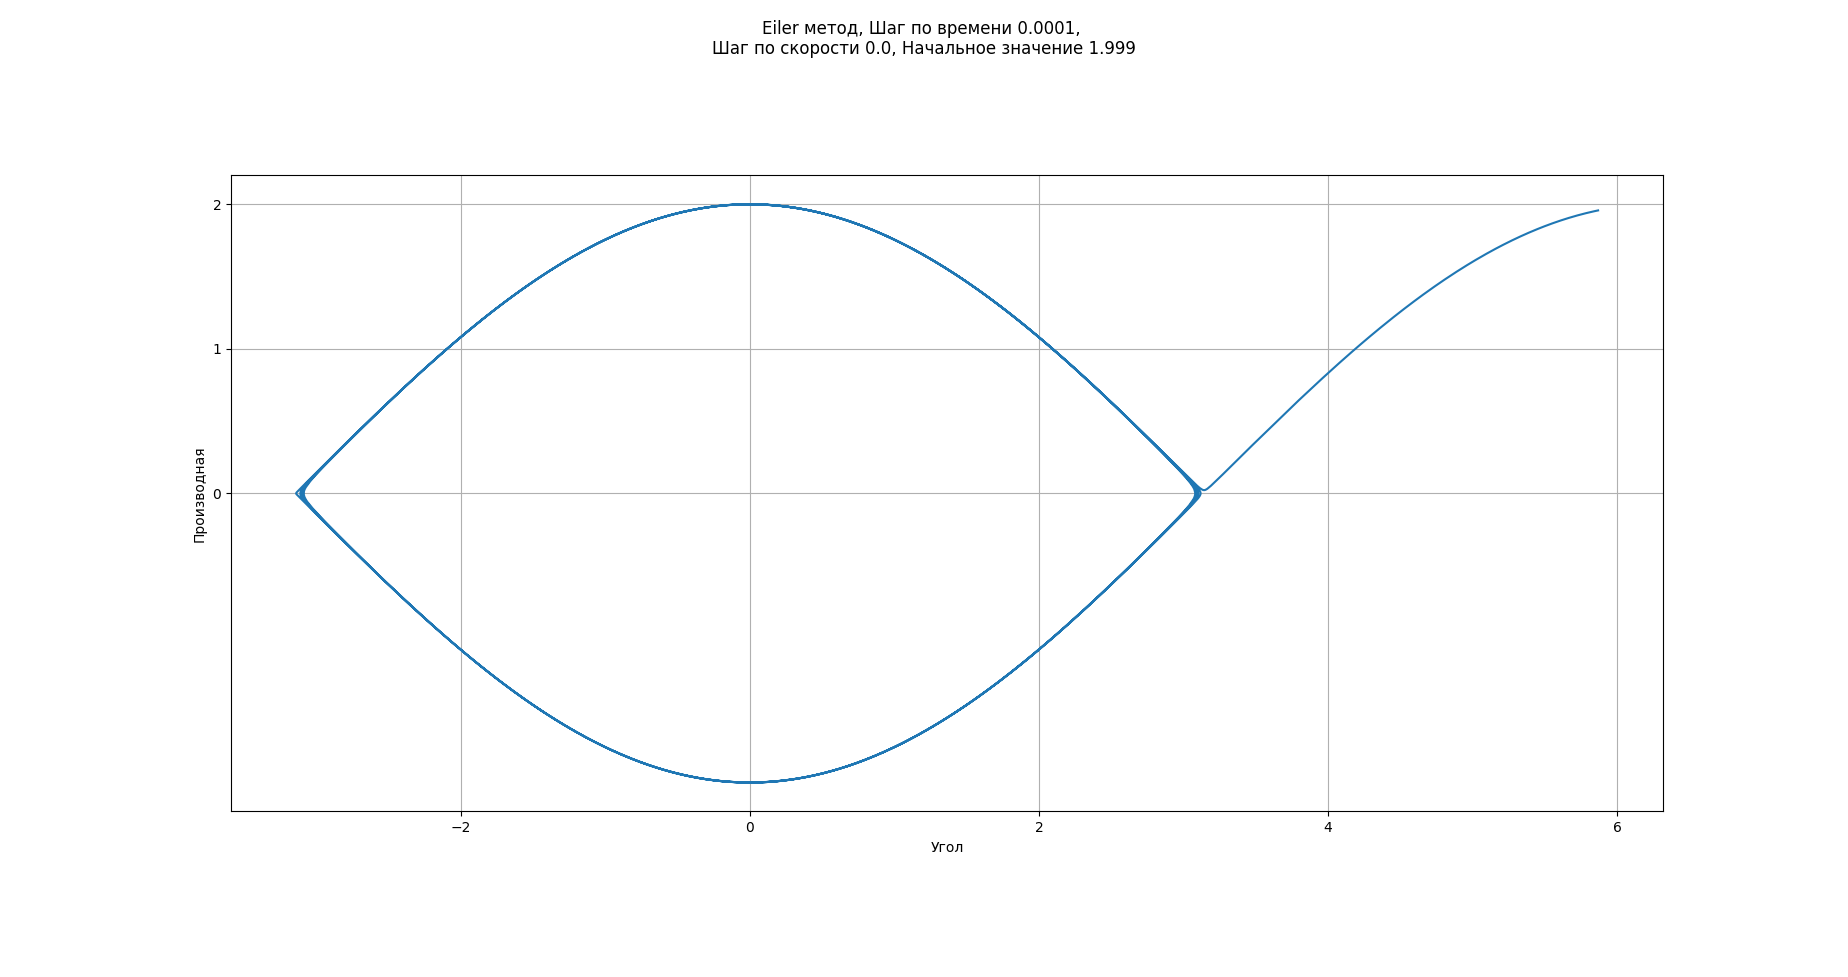 Eiler метод, Шаг по времени 0.0001,
Шаг по скорости 0.0, Начальное значение 1.999
2
1
0
Производная
−2
0
2
4
6
Угол